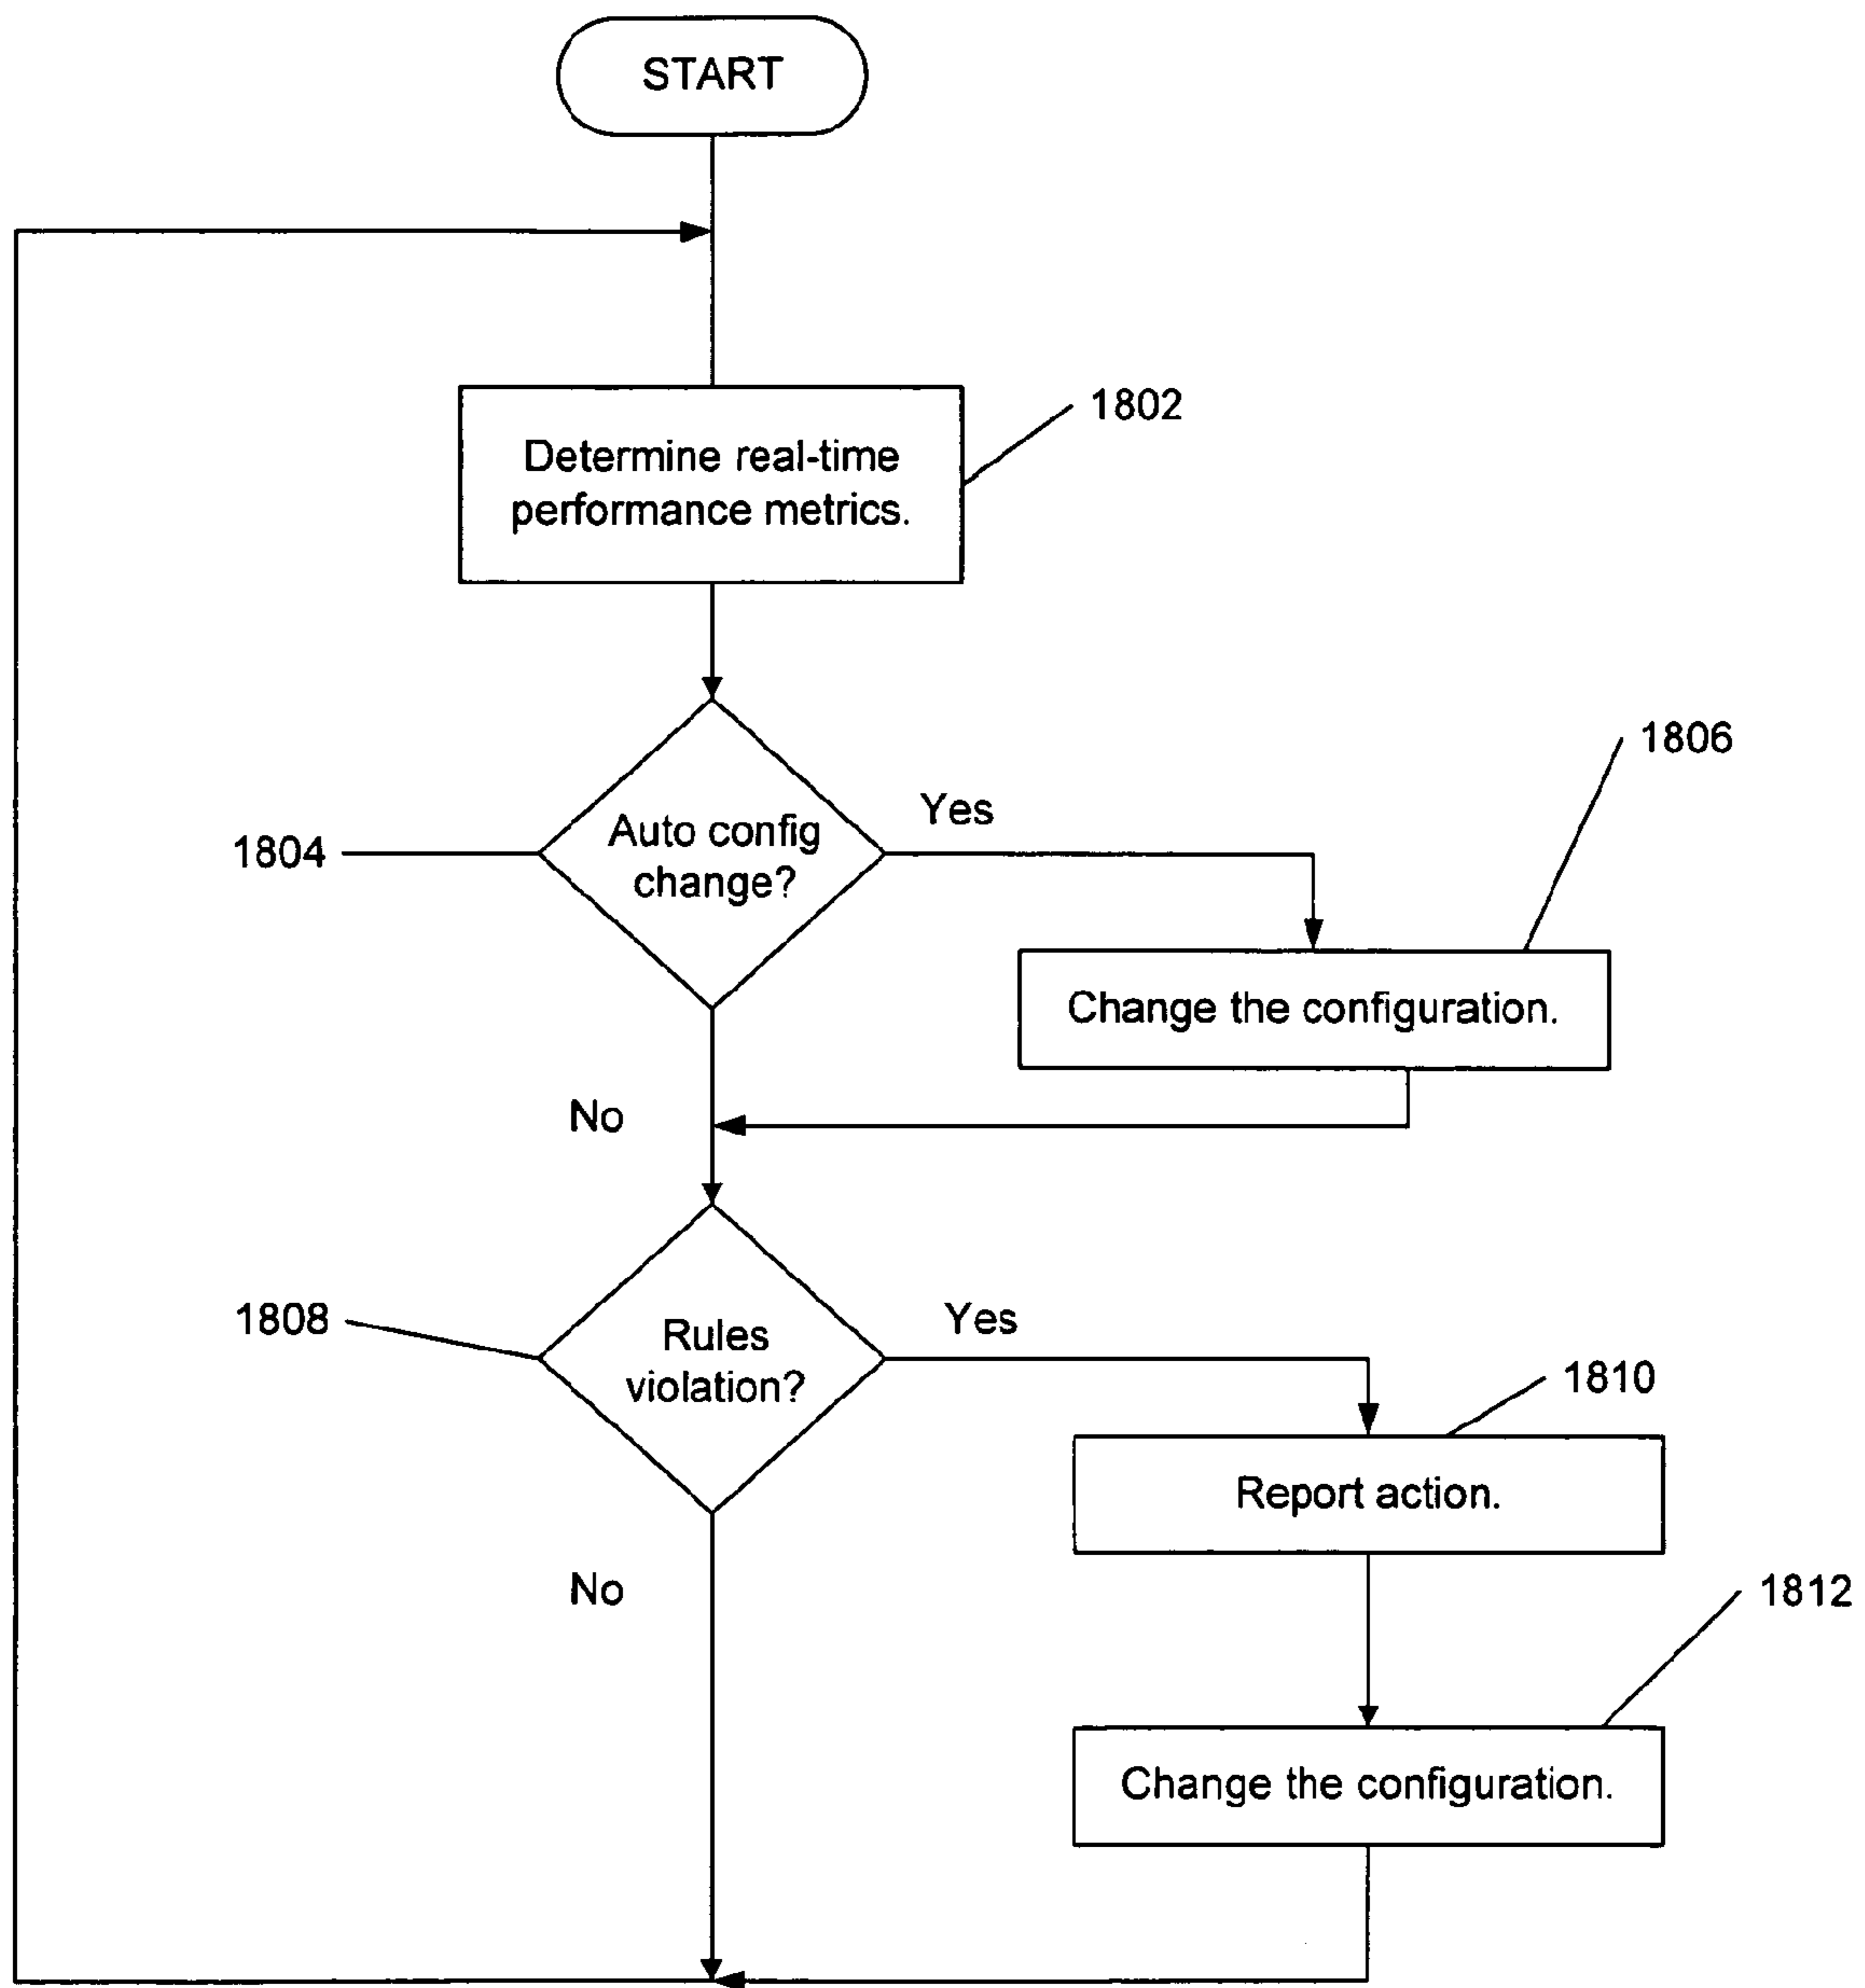 START
1802
Determine real-time
performance metrics.
1806
Yes
1804
Auto config
change?
Change the configuration.
No
1808
Yes
Rules
violation?
1810
Report action.
No
1812
Change the configuration.